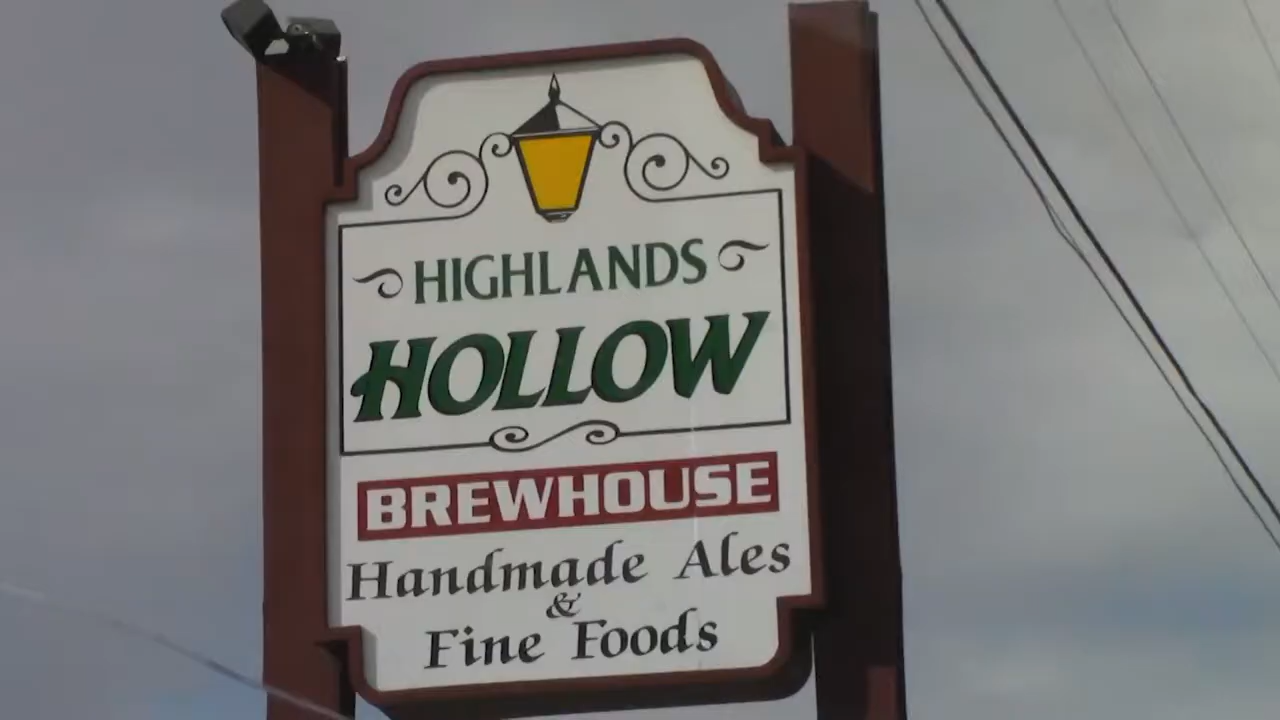 HIGHLANDS
HOLLOW
BREWHOUSE
Handmade Ales
&
Fine Foods